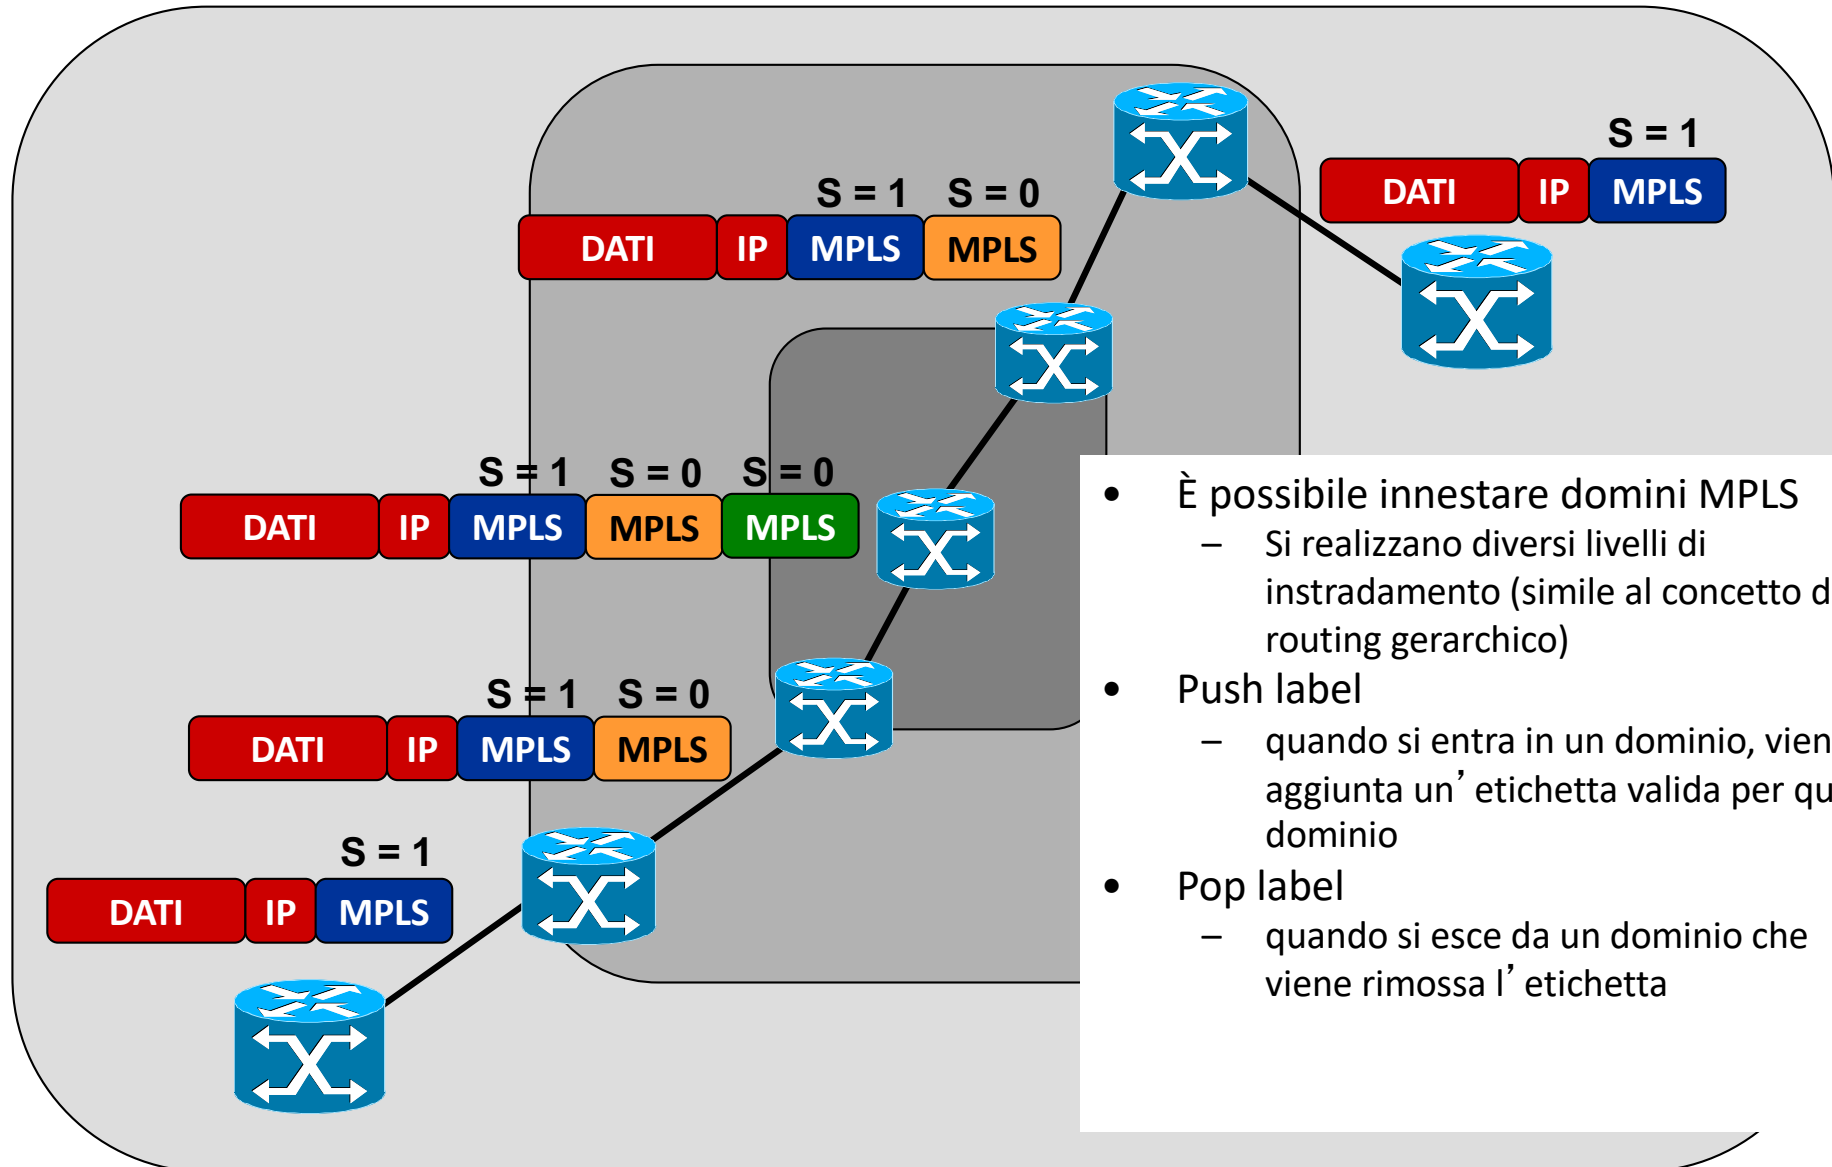 S = 1
DATI IP MPLS
S = 1 S = 0
DATI IP MPLS MPLS
S = 1 S = 0 S = 0
DATI IP MPLS MPLS MPLS
S = 1 S = 0
DATI IP MPLS MPLS
S = 1
DATI IP MPLS
• È possibile innestare domini MPLS
– Si realizzano diversi livelli di
instradamento (simile al concetto d
routing gerarchico)
• Push label
– quando si entra in un dominio, vien
aggiunta un’ etichetta valida per qu
dominio
• Pop label
– quando si esce da un dominio che
viene rimossa l’ etichetta